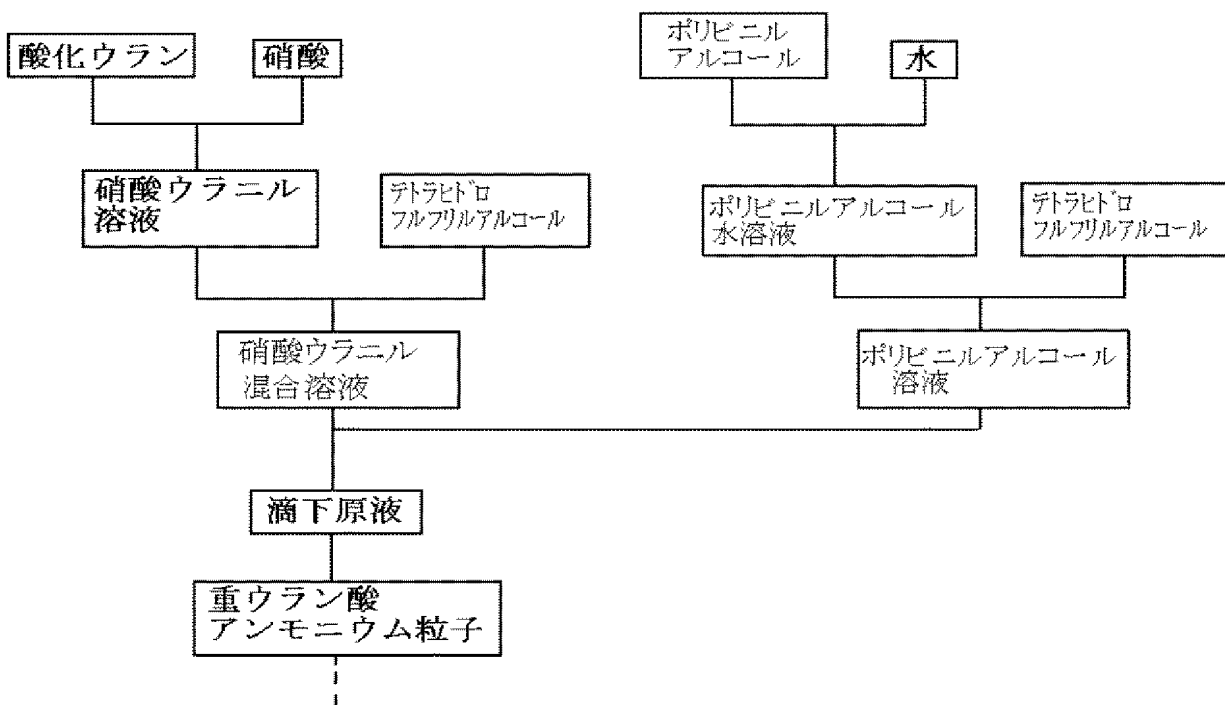 酸化ウラン
硝酸
ポリビニル
アルコール
水
硝酸ウラニル
溶液
テトラヒドロ
フルフリルアルコール
ポリビニルアルコール
水溶液
テトラヒドロ
フルフリルアルコール
硝酸ウラニル
混合溶液
ポリビニルアルコール
溶液
滴下原液
重ウラン酸
アンモニウム粒子